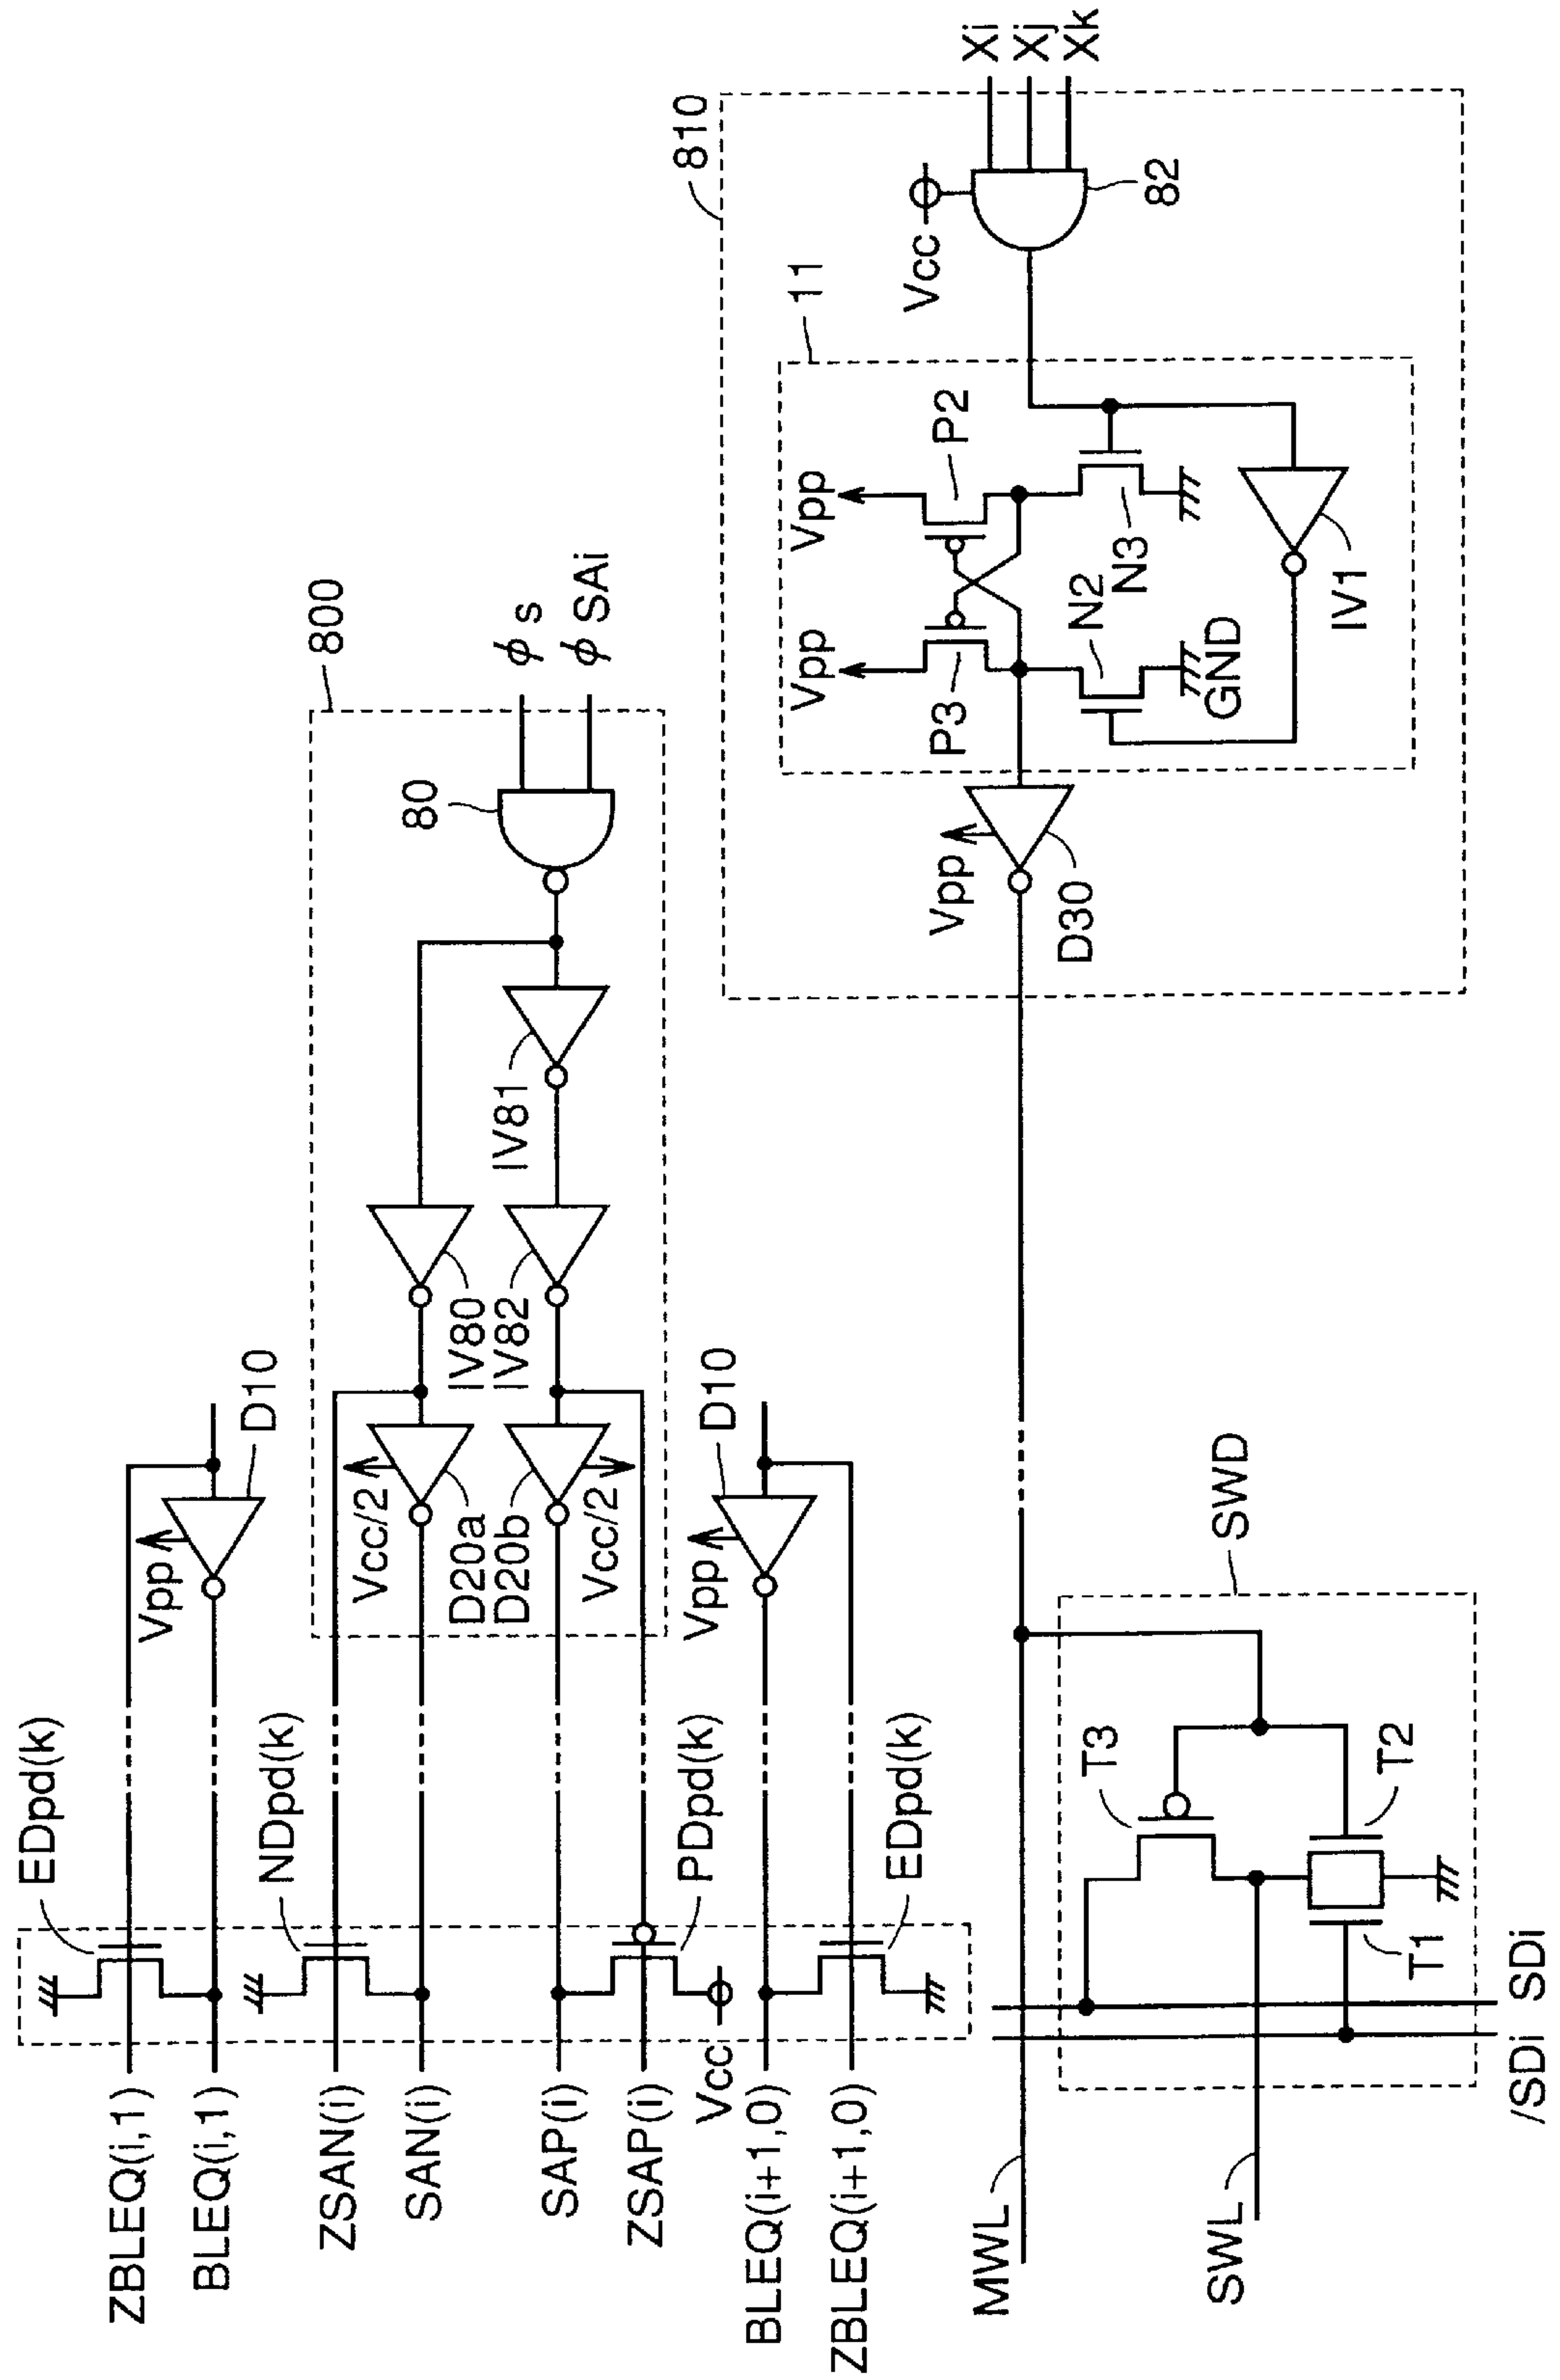 ZBLEQ(i,1)
EDpd(k)
BLEQ(i,1)
Vpp
D10
ZSAN(i)
NDpd(k)
SAN(i)
Vcc/2
D20a
IV80
800
80
φs
φSAi
IV81
SAP(i)
D20b
IV82
Vcc/2
ZSAP(i)
PDpd(k)
Vcc
Vpp
D10
BLEQ(i+1,0)
ZBLEQ(i+1,0)
EDpd(k)
MWL
SWL
T3
T2
T1
SWD
/SDi
SDi
810
11
Vpp
D30
Vpp
Vpp
P3
P2
N2
N3
GND
IV1
Vcc
82
Xi
Xj
Xk